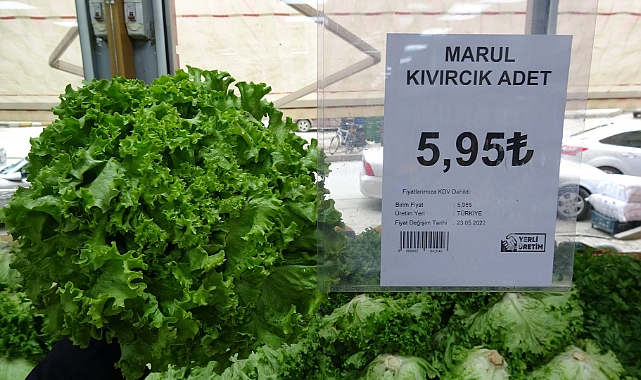 MARUL
KIVIRCIK ADET
5,95₺
Fiyatlarımıza KDV Dahildir
Birim Fiyat : 5,95₺
Üretim Yeri : TÜRKİYE
Fiyat Değişim Tarihi : 23.05.2022
YERLİ
ÜRETİM